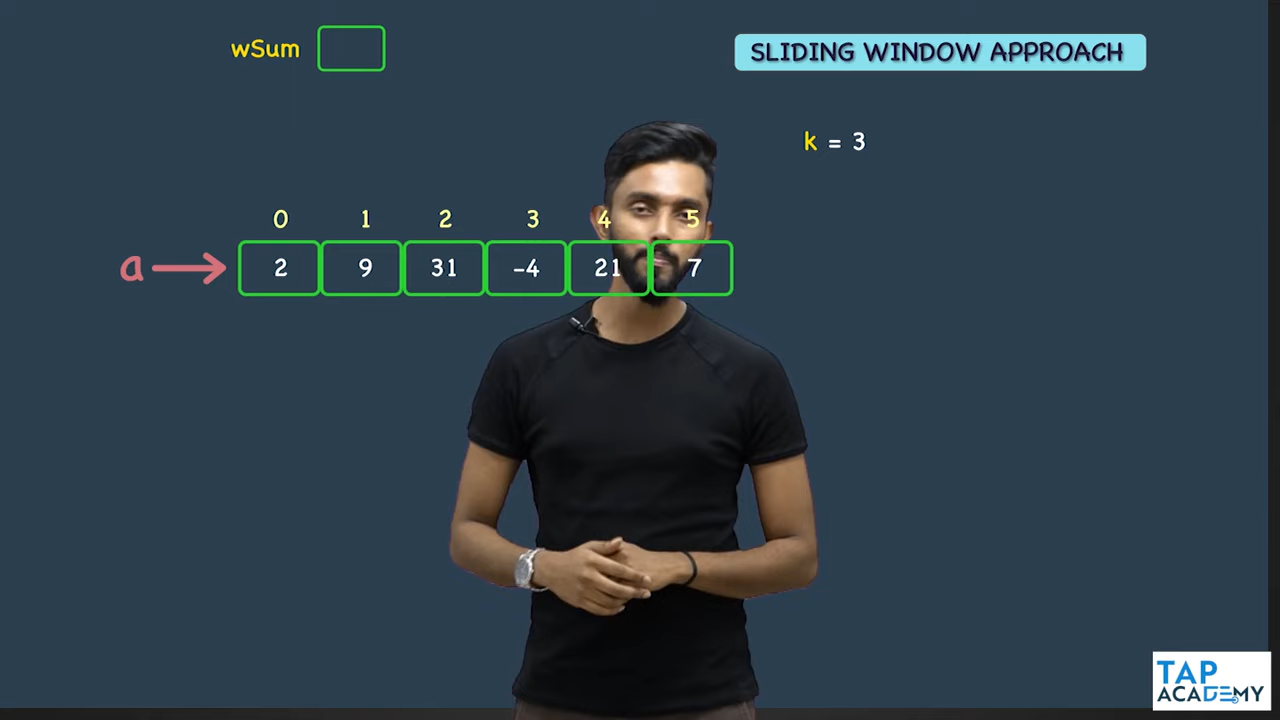 wSum
SLIDING WINDOW APPROACH
k = 3
0 1 2 3 4 5
a 2 9 31 -4 21 7
TAP
ACADEMY